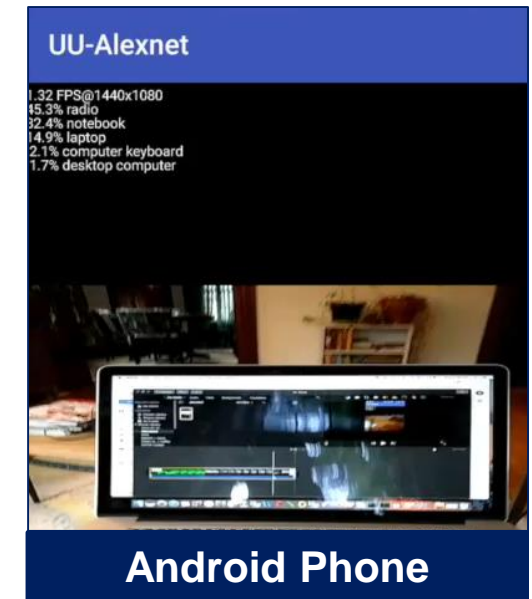 UU-Alexnet
1.32 FPS@1440x1080
45.3% radio
32.4% notebook
14.9% laptop
2.1% computer keyboard
1.7% desktop computer
Android Phone